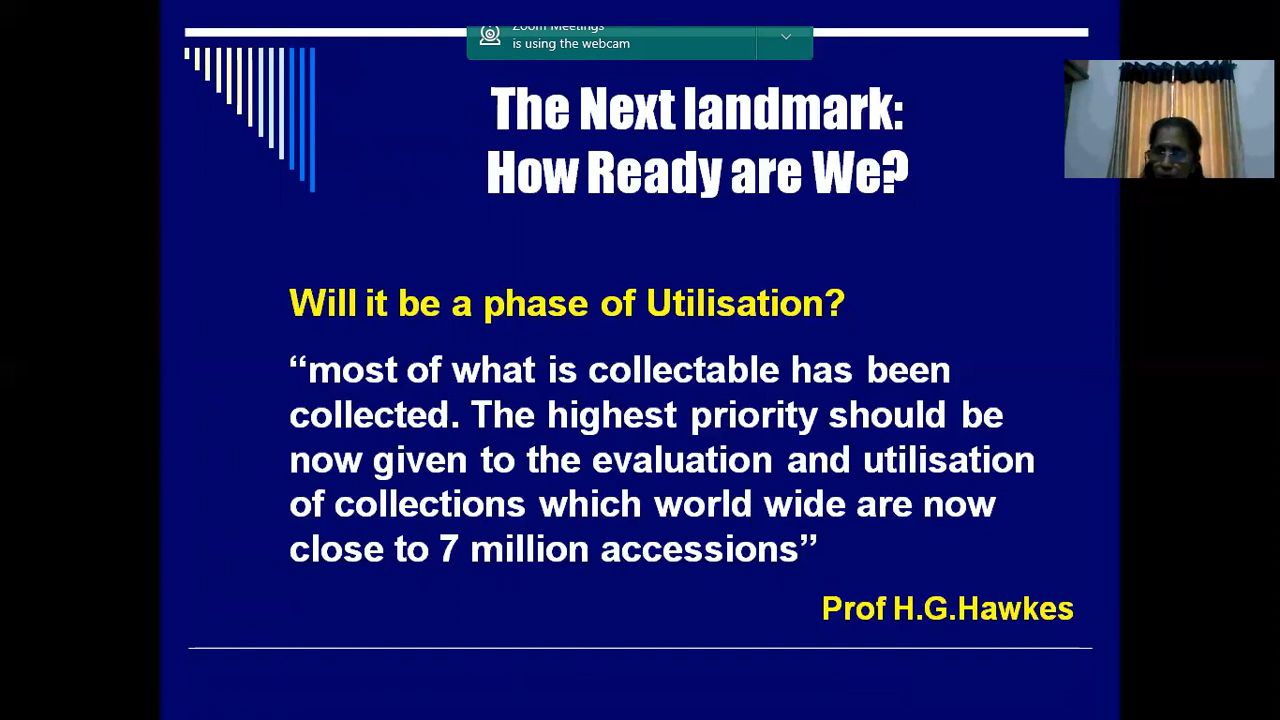 Zoom Meetings
is using the webcam
The Next landmark:
How Ready are We?
Will it be a phase of Utilisation?
“most of what is collectable has been
collected. The highest priority should be
now given to the evaluation and utilisation
of collections which world wide are now
close to 7 million accessions”
Prof H.G.Hawkes